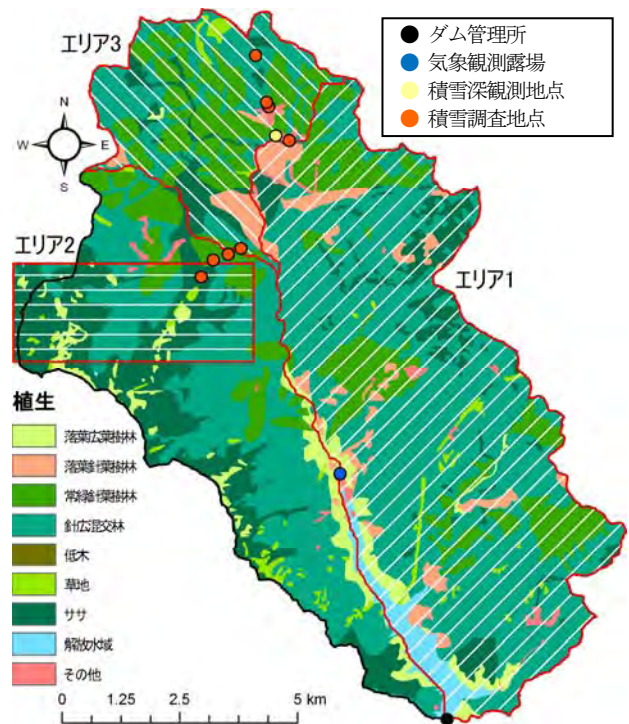 エリア3
ダム管理所
気象観測露場
積雪深観測地点
積雪調査地点
N
W E
S
エリア2
エリア1
植生
落葉広葉樹林
落葉針葉樹林
常緑針葉樹林
針広混交林
低木
草地
ササ
解放水域
その他
0 1.25 2.5 5 km